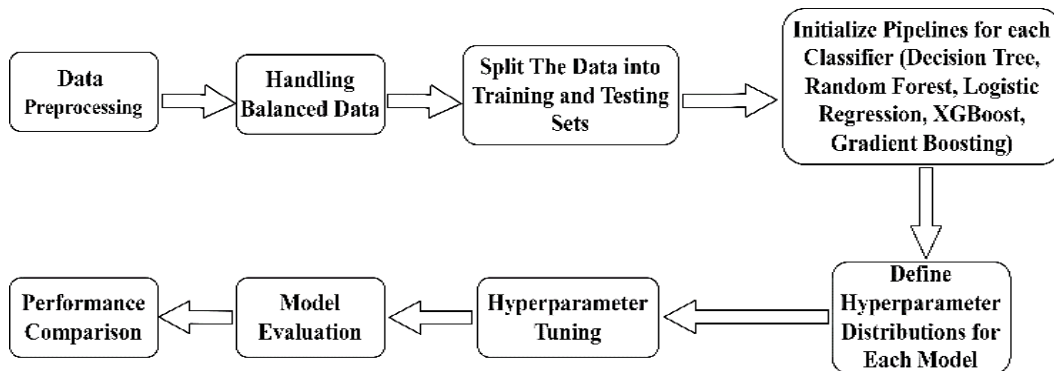 Data
Preprocessing
Handling
Balanced Data
Split The Data into
Training and Testing
Sets
Initialize Pipelines for each
Classifier (Decision Tree,
Random Forest, Logistic
Regression, XGBoost,
Gradient Boosting)
Define
Hyperparameter
Distributions for
Each Model
Hyperparameter
Tuning
Model
Evaluation
Performance
Comparison